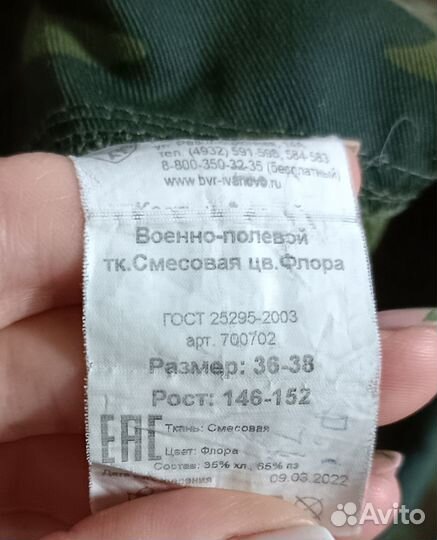 тел. (4932) 591-598, 584-583
8-800-350-32-35 (бесплатный)
www.bvr-ivanovo.ru
Военно-полевой
тк.Смесовая цв.Флора
ГОСТ 25295-2003
арт. 700702
Размер: 36-38
Рост: 146-152
EAC
Ткань: Смесовая
Цвет: Флора
Состав: 35% хл, 65% пэ
09.03.2022
Avito